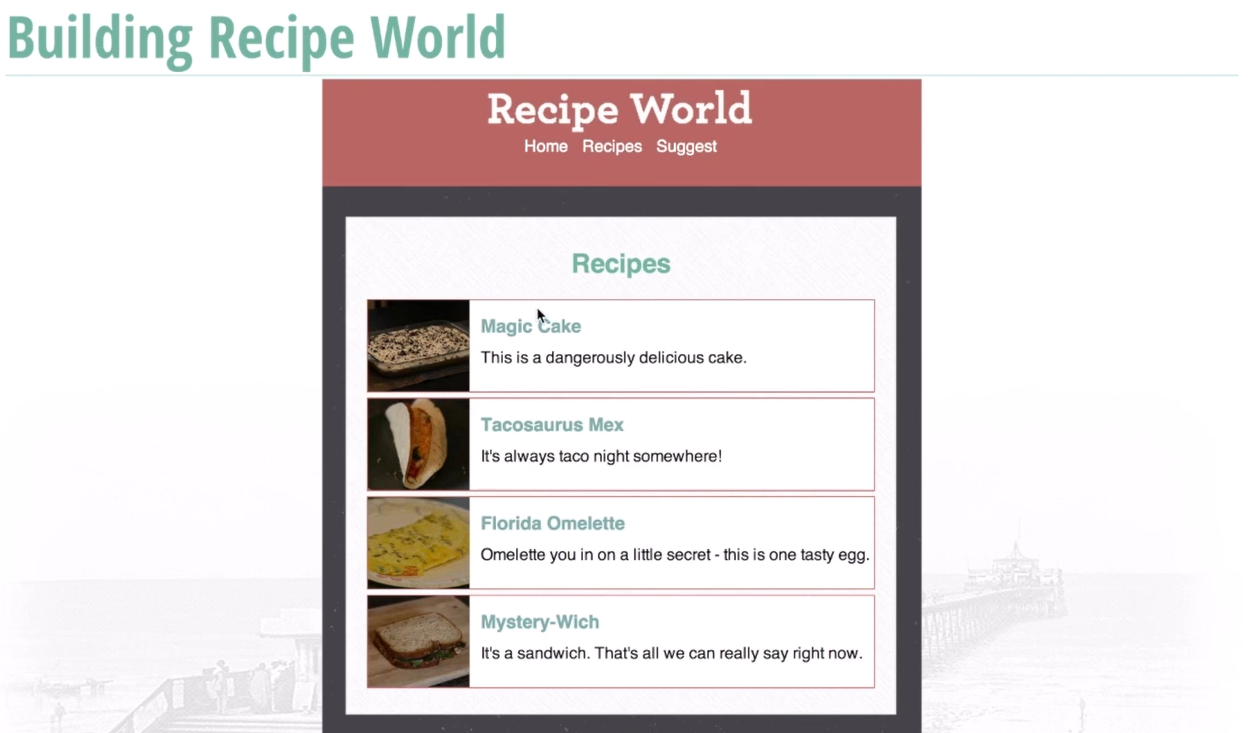 Building Recipe World
Recipe World
Home Recipes Suggest
Recipes
Magic Cake
This is a dangerously delicious cake.
Tacosaurus Mex
It's always taco night somewhere!
Florida Omelette
Omelette you in on a little secret - this is one tasty egg.
Mystery-Wich
It's a sandwich. That's all we can really say right now.